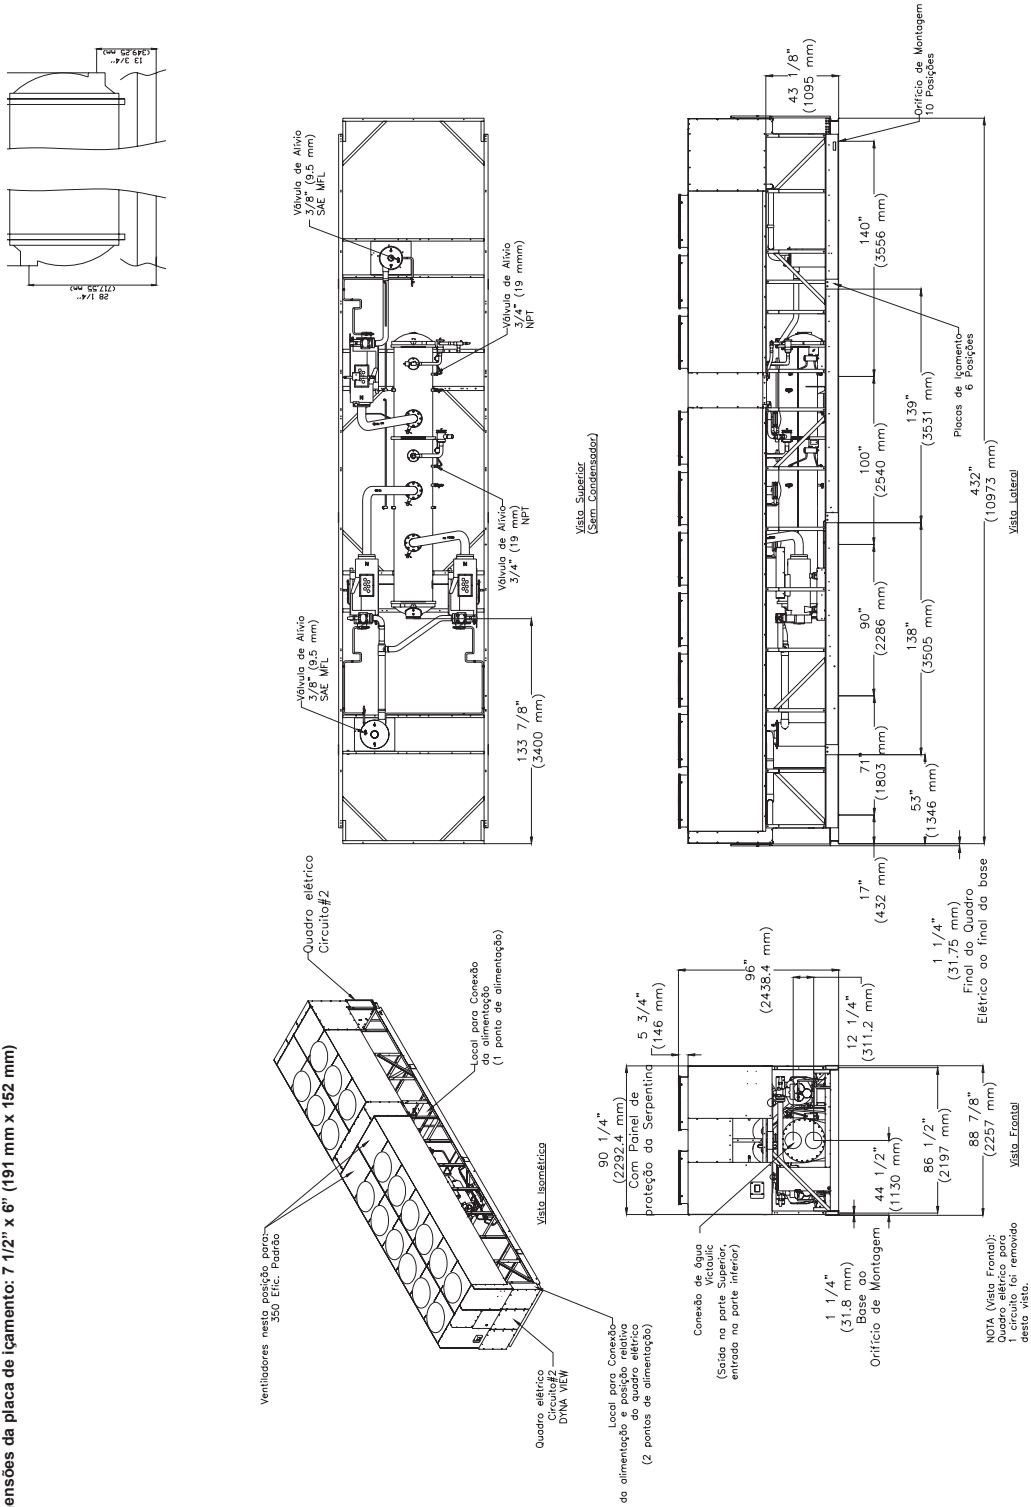 ensões da placa de içamento: 7 1/2” x 6” (191 mm x 152 mm)
13 3/4"
(349.25 mm)
28 1/4"
(717.55 mm)
Válvula de Alívio
3/8" (9.5 mm)
SAE MFL
Válvula de Alívio
3/4" (19 mmm)
NPT
Válvula de Alívio
3/4" (19 mm)
NPT
Válvula de Alívio
3/8" (9.5 mm)
SAE MFL
133 7/8"
(3400 mm)
Vista Superior
(Sem Condensador)
43 1/8"
(1095 mm)
Orifício de Montagem
10 Posições
140"
(3556 mm)
Placas de Içamento
6 Posições
139"
(3531 mm)
100"
(2540 mm)
432"
(10973 mm)
90"
(2286 mm)
138"
(3505 mm)
71"
(1803 mm)
53"
(1346 mm)
17"
(432 mm)
1 1/4"
(31.75 mm)
Final do Quadro
Elétrico ao final da base
Vista Lateral
Quadro elétrico
Circuito#2
Local para Conexão
da alimentação
(1 ponto de alimentação)
Ventiladores nesta posição para:
350 Efic. Padrão
Vista Isométrica
Quadro elétrico
Circuito#2
DYNA VIEW
Local para Conexão
da alimentação e posição relativa
do quadro elétrico
(2 pontos de alimentação)
5 3/4"
(146 mm)
96"
(2438.4 mm)
12 1/4"
(311.2 mm)
90 1/4"
(2292.4 mm)
Com Painel de
proteção da Serpentina
44 1/2"
(1130 mm)
86 1/2"
(2197 mm)
88 7/8"
(2257 mm)
Conexão de água
Victaulic
(Saída na parte Superior,
entrada na parte inferior)
1 1/4"
(31.8 mm)
Base ao
Orifício de Montagem
Vista Frontal
NOTA (Vista Frontal):
Quadro elétrico para
1 circuito foi removido
desta vista.